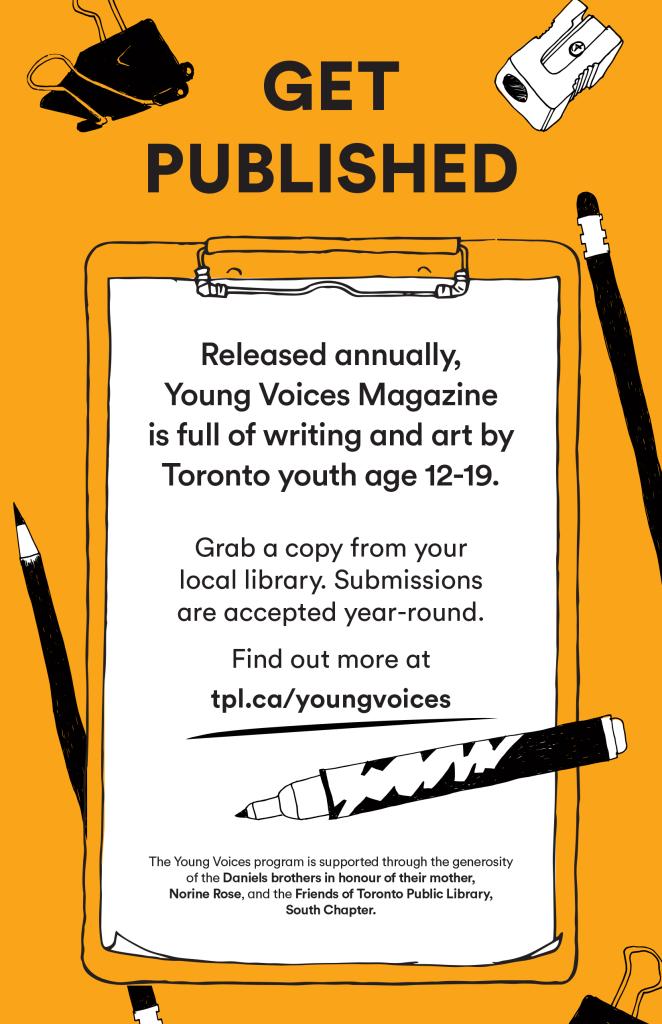 GET
PUBLISHED
Released annually,
Young Voices Magazine
is full of writing and art by
Toronto youth age 12-19.
Grab a copy from your
local library. Submissions
are accepted year-round.
Find out more at
tpl.ca/youngvoices
The Young Voices program is supported through the generosity
of the Daniels brothers in honour of their mother,
Norine Rose, and the Friends of Toronto Public Library,
South Chapter.